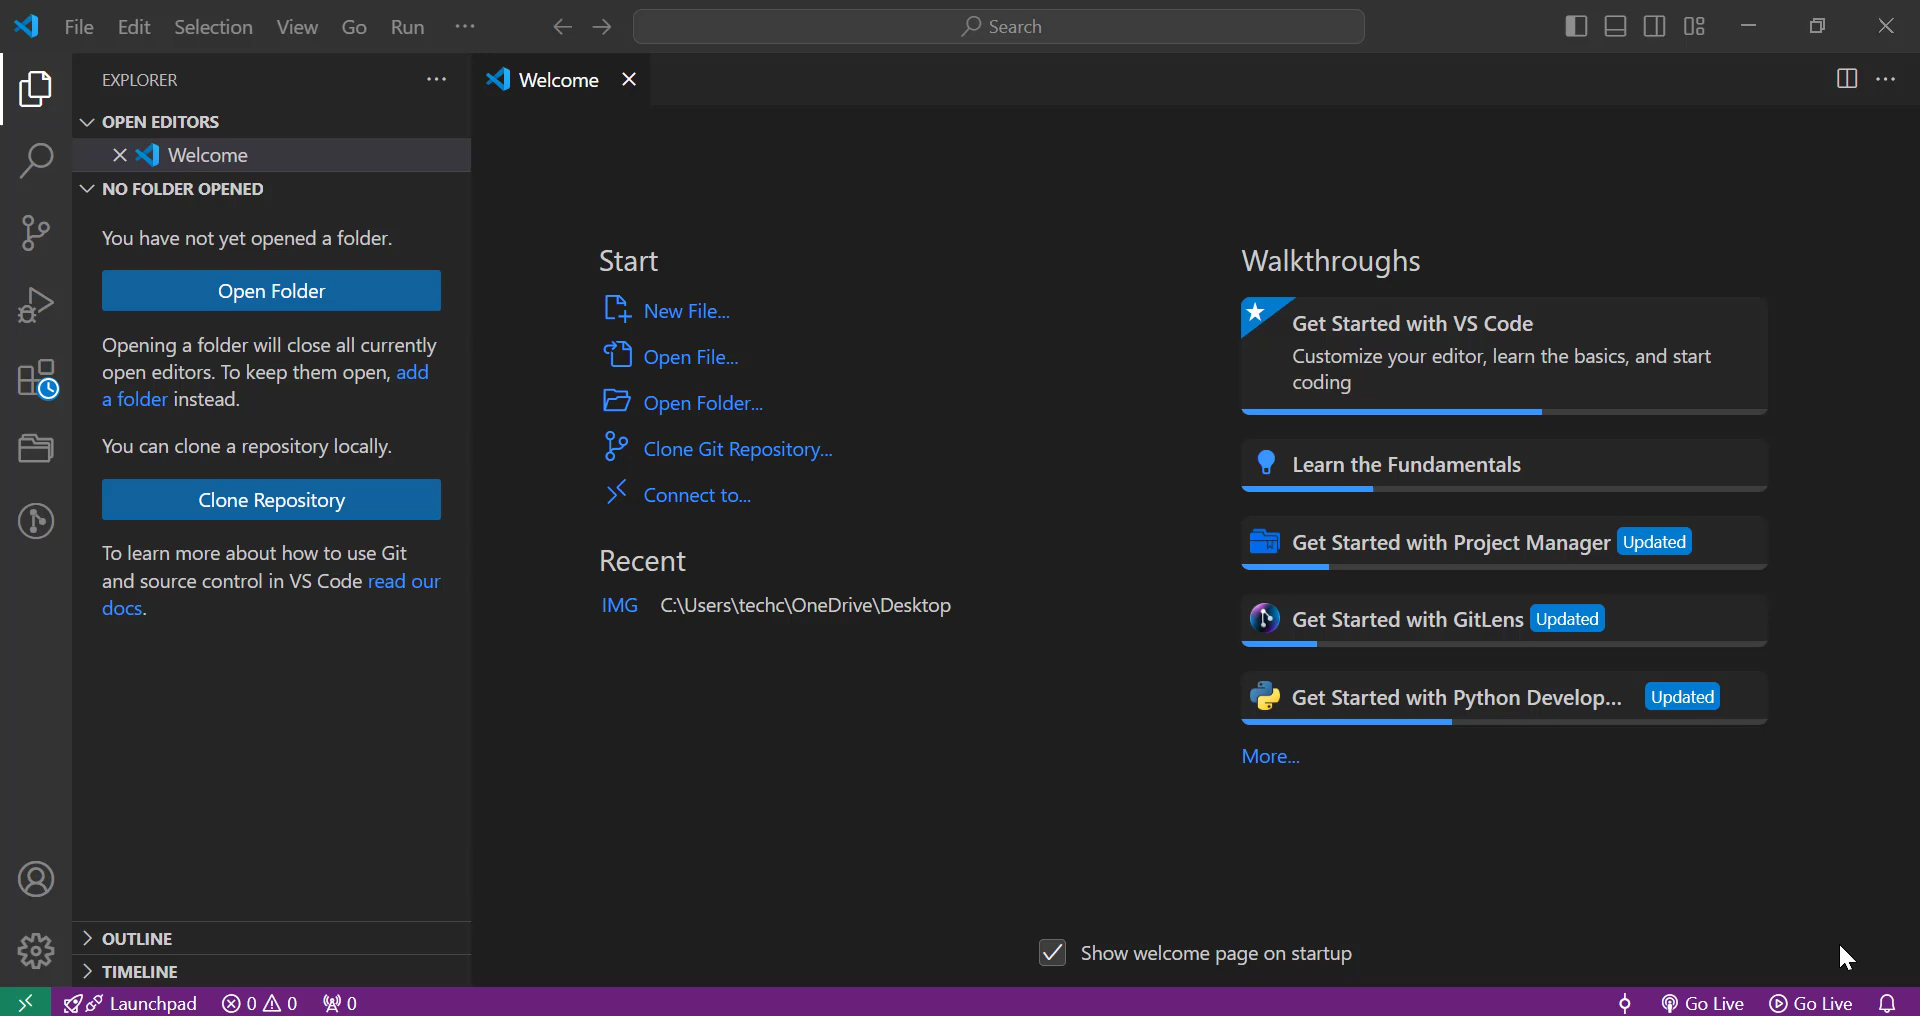 File Edit Selection View Go Run ···
Search
EXPLORER ···
OPEN EDITORS
Welcome
NO FOLDER OPENED
You have not yet opened a folder.
Open Folder
Opening a folder will close all currently
open editors. To keep them open, add
a folder instead.
You can clone a repository locally.
Clone Repository
To learn more about how to use Git
and source control in VS Code read our
docs.
OUTLINE
TIMELINE
Welcome
Start
New File...
Open File...
Open Folder...
Clone Git Repository...
Connect to...
Recent
IMG C:\Users\techc\OneDrive\Desktop
Walkthroughs
Get Started with VS Code
Customize your editor, learn the basics, and start
coding
Learn the Fundamentals
Get Started with Project Manager Updated
Get Started with GitLens Updated
Get Started with Python Develop... Updated
More...
Show welcome page on startup
Launchpad 0 0 0 Go Live Go Live